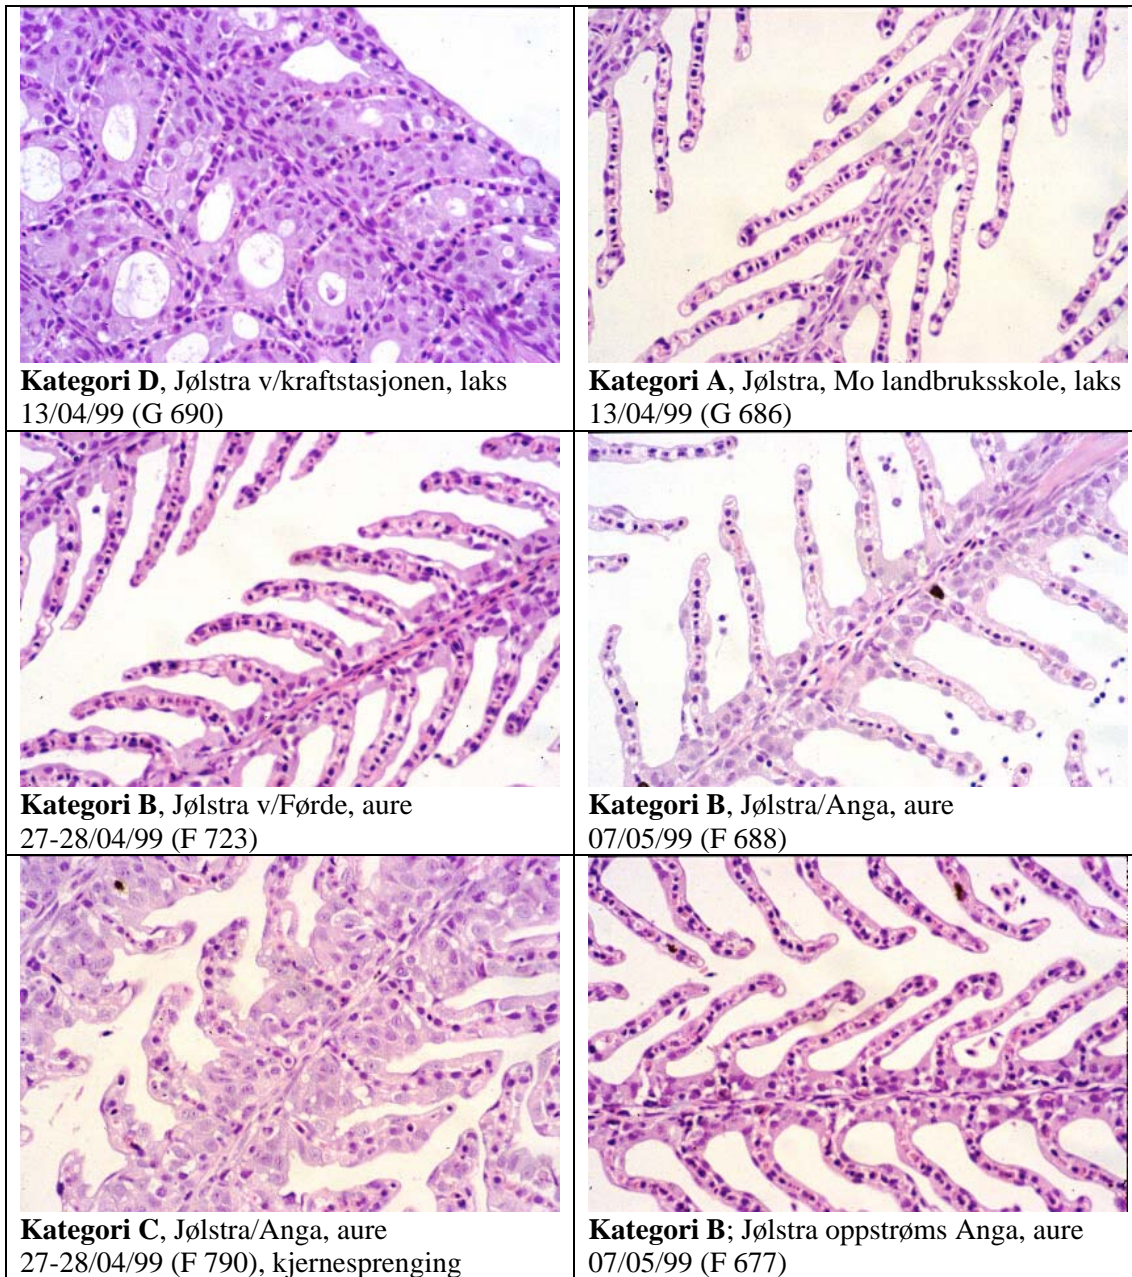 Kategori D, Jølstra v/kraftstasjonen, laks
13/04/99 (G 690)
Kategori A, Jølstra, Mo landbruksskole, laks
13/04/99 (G 686)
Kategori B, Jølstra v/Førde, aure
27-28/04/99 (F 723)
Kategori B, Jølstra/Anga, aure
07/05/99 (F 688)
Kategori C, Jølstra/Anga, aure
27-28/04/99 (F 790), kjernesprenging
Kategori B; Jølstra oppstrøms Anga, aure
07/05/99 (F 677)